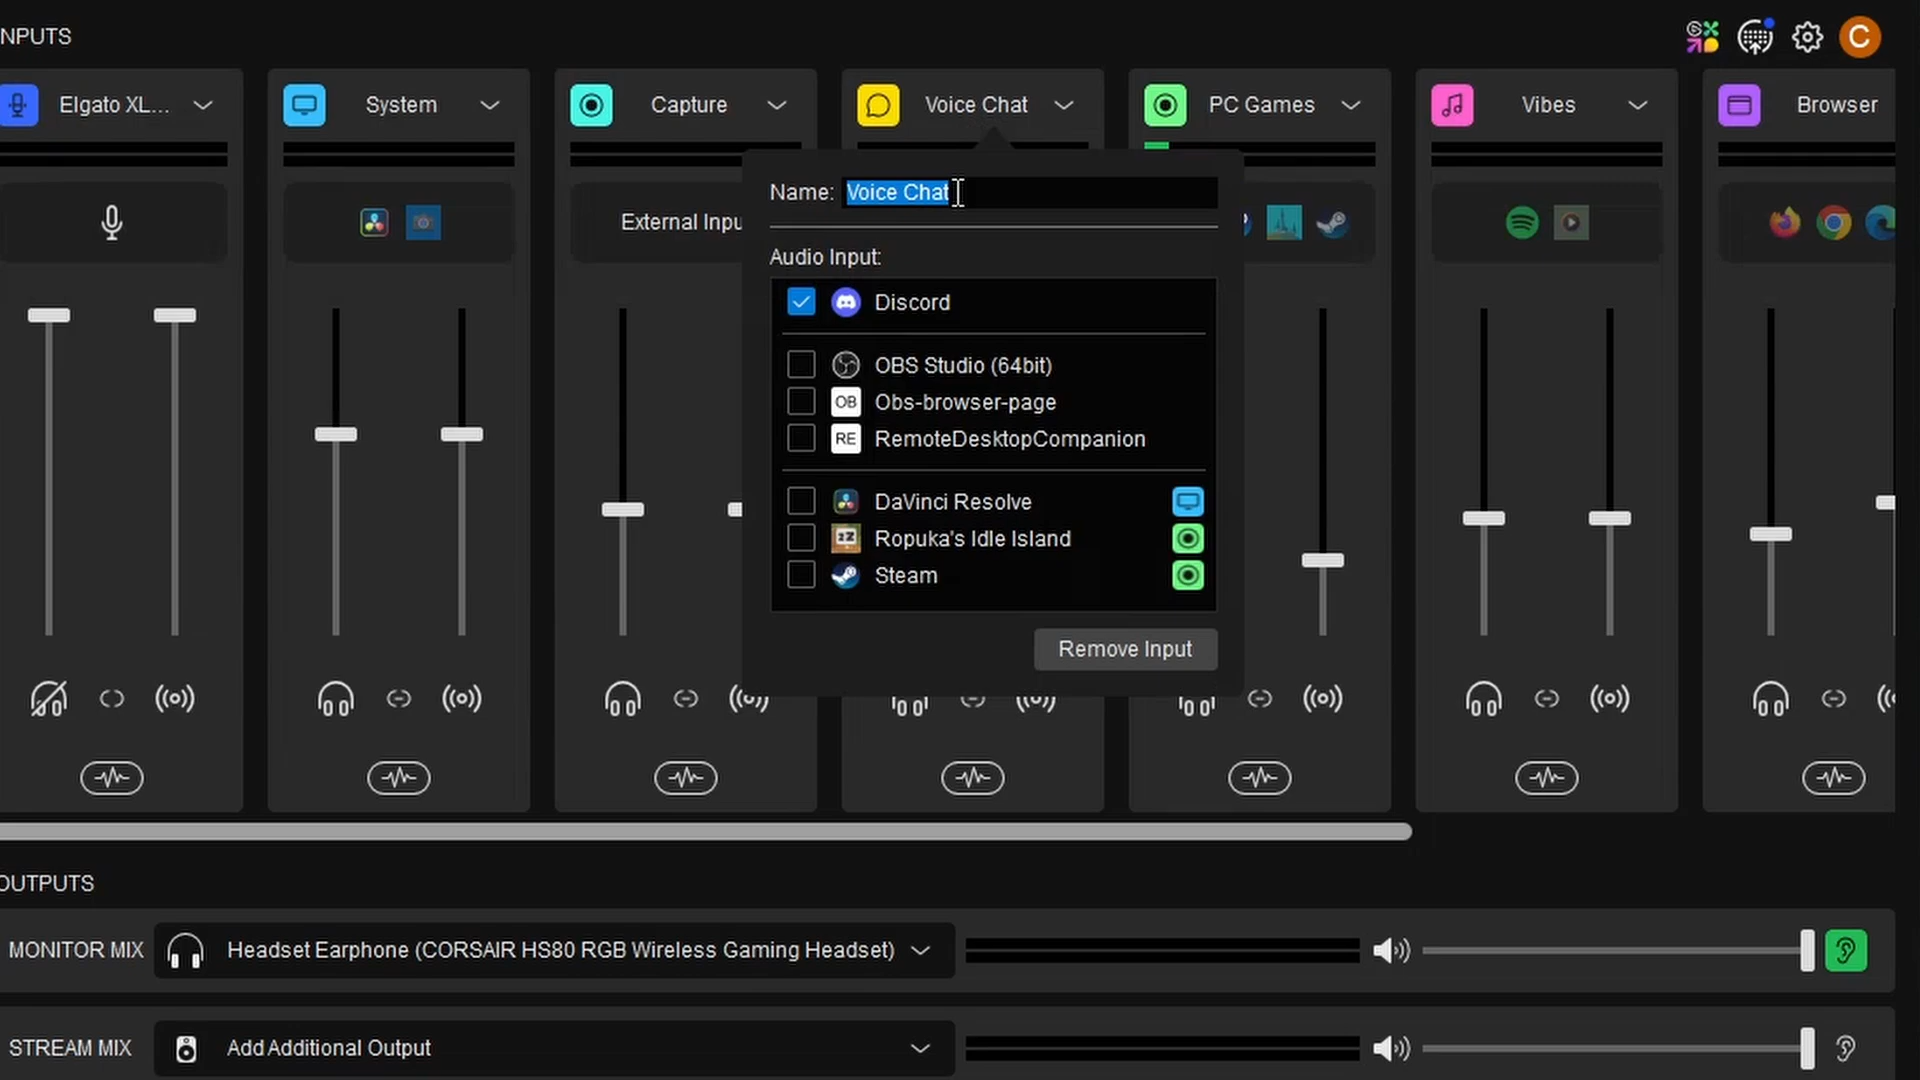 NPUTS
C
Elgato XL...
System
Capture
Voice Chat
PC Games
Vibes
Browser
Name: Voice Chat
External Inpu
Audio Input:
Discord
OBS Studio (64bit)
OB Obs-browser-page
RE RemoteDesktopCompanion
DaVinci Resolve
zZ Ropuka's Idle Island
Steam
Remove Input
OUTPUTS
MONITOR MIX Headset Earphone (CORSAIR HS80 RGB Wireless Gaming Headset)
STREAM MIX Add Additional Output